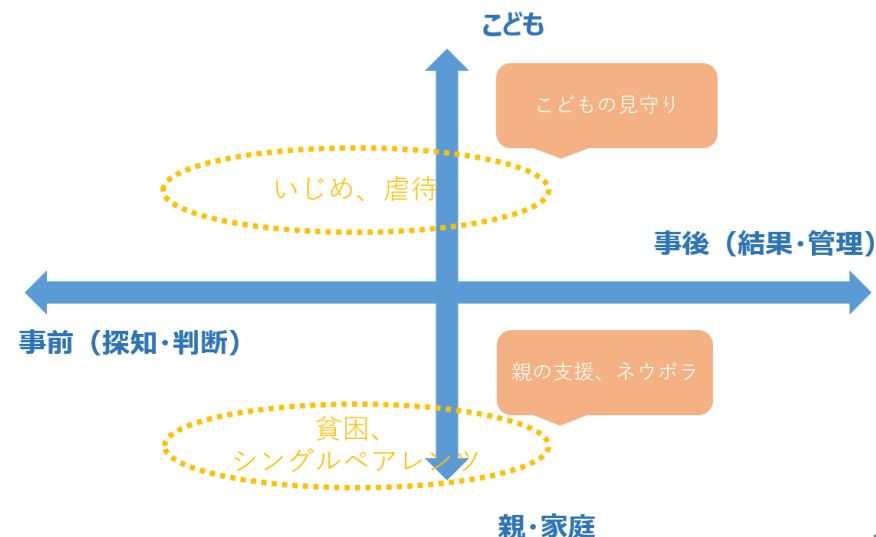 こども
こどもの見守り
いじめ、虐待
事後（結果･管理）
事前（探知･判断）
親の支援、ネウボラ
貧困、
シングルペアレンツ
親･家庭